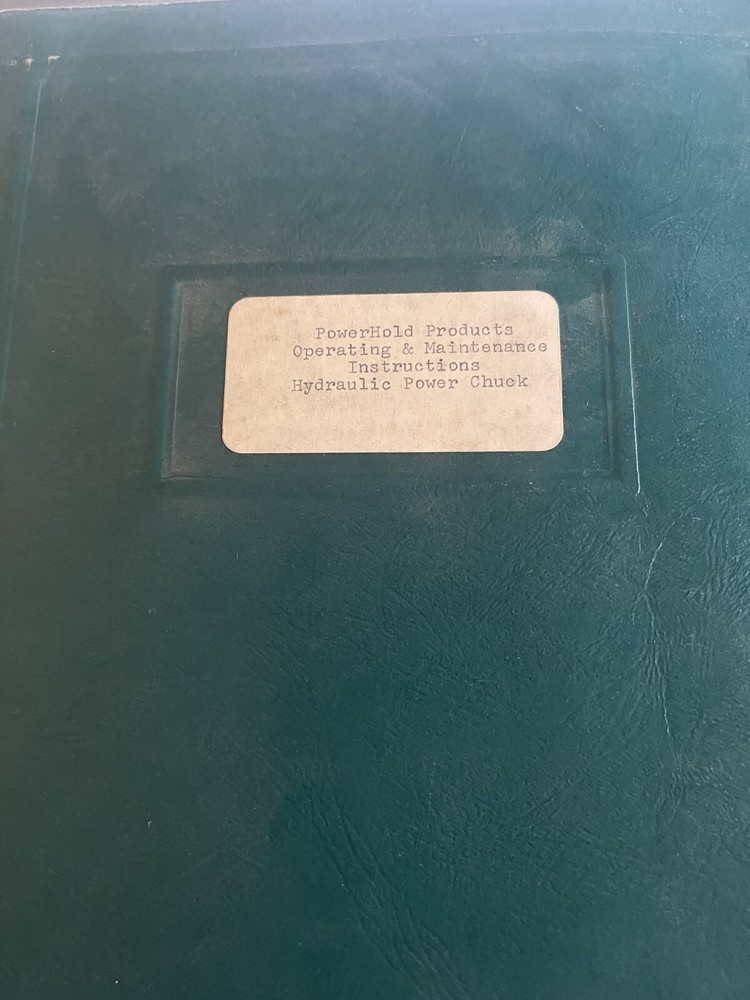 PowerHold Products
Operating & Maintenance
Instructions
Hydraulic Power Chuck